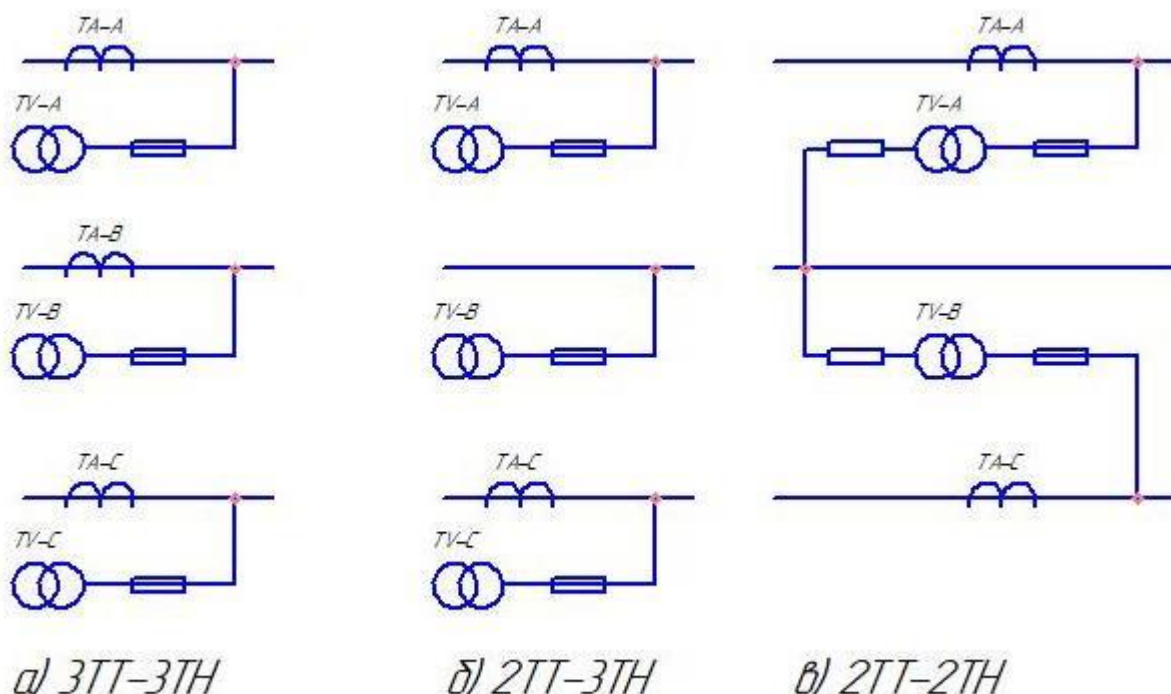 TA-A
TV-A
TA-B
TV-B
TA-C
TV-C
а) 3ТТ-3ТН
TA-A
TV-A
TV-B
TA-C
TV-C
б) 2ТТ-3ТН
TA-A
TV-A
TV-B
TA-C
в) 2ТТ-2ТН